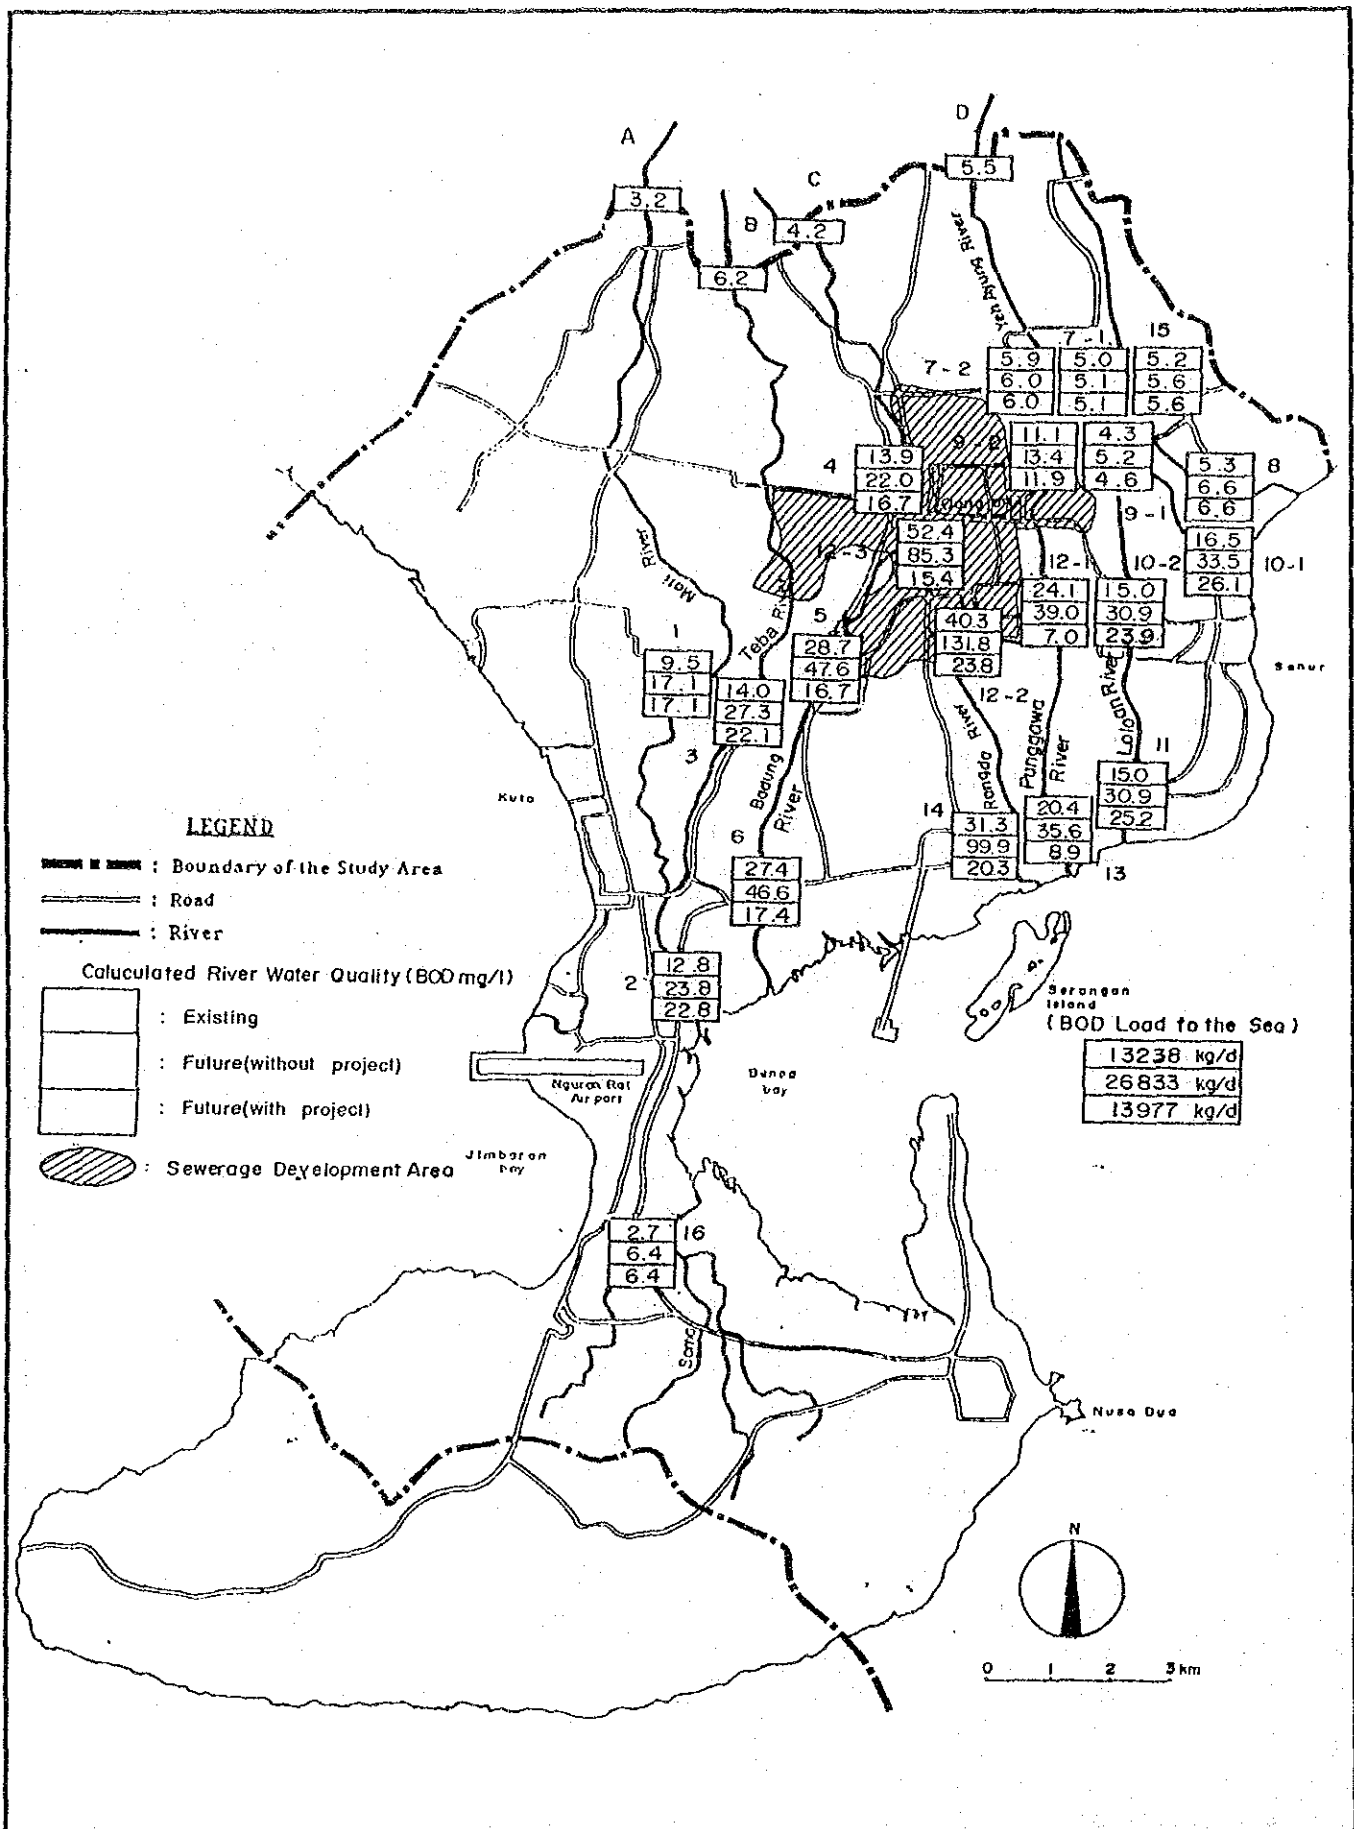 A
D
C
B
3.2
5.5
4.2
6.2
Yeh Ayung River
7-1
15
7-2
5.9
6.0
6.0
5.0
5.1
5.1
5.2
5.6
5.6
9-2
11.1
13.4
11.9
4.3
5.2
4.6
9-1
4
13.9
22.0
16.7
5.3
6.6
6.6
8
12-3
52.4
85.3
15.4
16.5
33.5
26.1
10-1
12-1
10-2
24.1
39.0
7.0
15.0
30.9
23.9
Mati River
Teba River
1
9.5
17.1
17.1
5
28.7
47.6
16.7
40.3
131.8
23.8
12-2
Sanur
3
14.0
27.3
22.1
Badung River
Rangda River
Punggawa River
Loloan River
11
15.0
30.9
25.2
Kuta
14
31.3
99.9
20.3
20.4
35.6
8.9
13
6
27.4
46.6
17.4
LEGEND
: Boundary of the Study Area
: Road
: River
Caluculated River Water Quality (BOD mg/l)
: Existing
: Future(without project)
: Future(with project)
: Sewerage Development Area
2
12.8
23.8
22.8
Serangan
Island
(BOD Load to the Sea)
13238 kg/d
26833 kg/d
13977 kg/d
Ngurah Rai
Air port
Benoa
bay
Jimbaran
bay
2.7
6.4
6.4
16
Sama
Nusa Dua
N
0 1 2 3 km